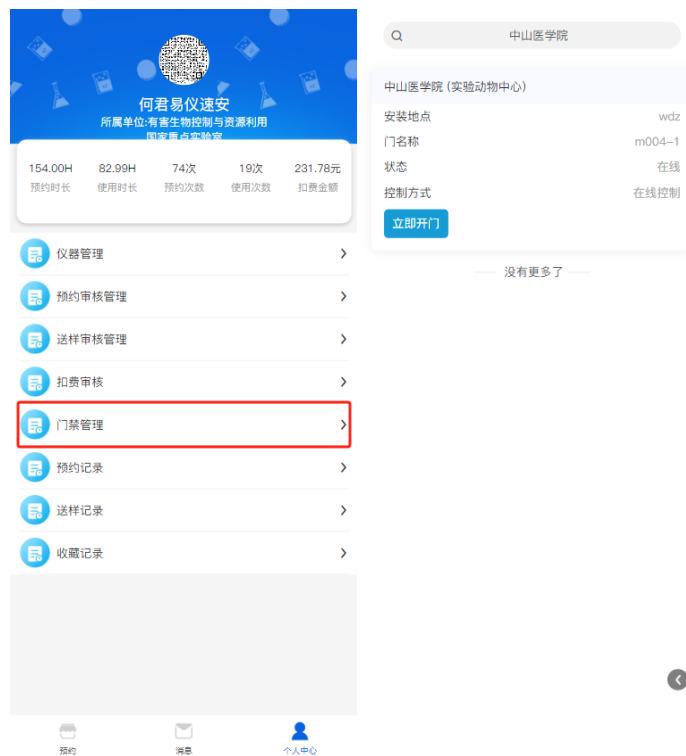 何君易仪速安
所属单位:有害生物控制与资源利用
国家重点实验室
154.00H 82.99H 74次 19次 231.78元
预约时长 使用时长 预约次数 使用次数 扣费金额
仪器管理
预约审核管理
送样审核管理
扣费审核
门禁管理
预约记录
送样记录
收藏记录
预约 消息 个人中心
中山医学院
中山医学院 (实验动物中心)
安装地点 wdz
门名称 m004-1
状态 在线
控制方式 在线控制
立即开门
没有更多了